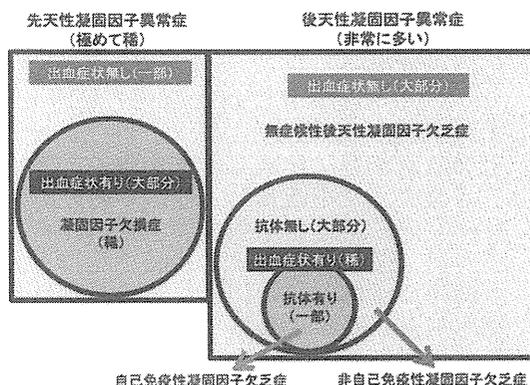 先天性凝固因子異常症
(極めて稀)
出血症状無し(一部)
出血症状有り(大部分)
凝固因子欠損症
(稀)
後天性凝固因子異常症
(非常に多い)
出血症状無し(大部分)
無症候性後天性凝固因子欠乏症
抗体無し(大部分)
出血症状有り(稀)
抗体有り
(一部)
自己免疫性凝固因子欠乏症
非自己免疫性凝固因子欠乏症